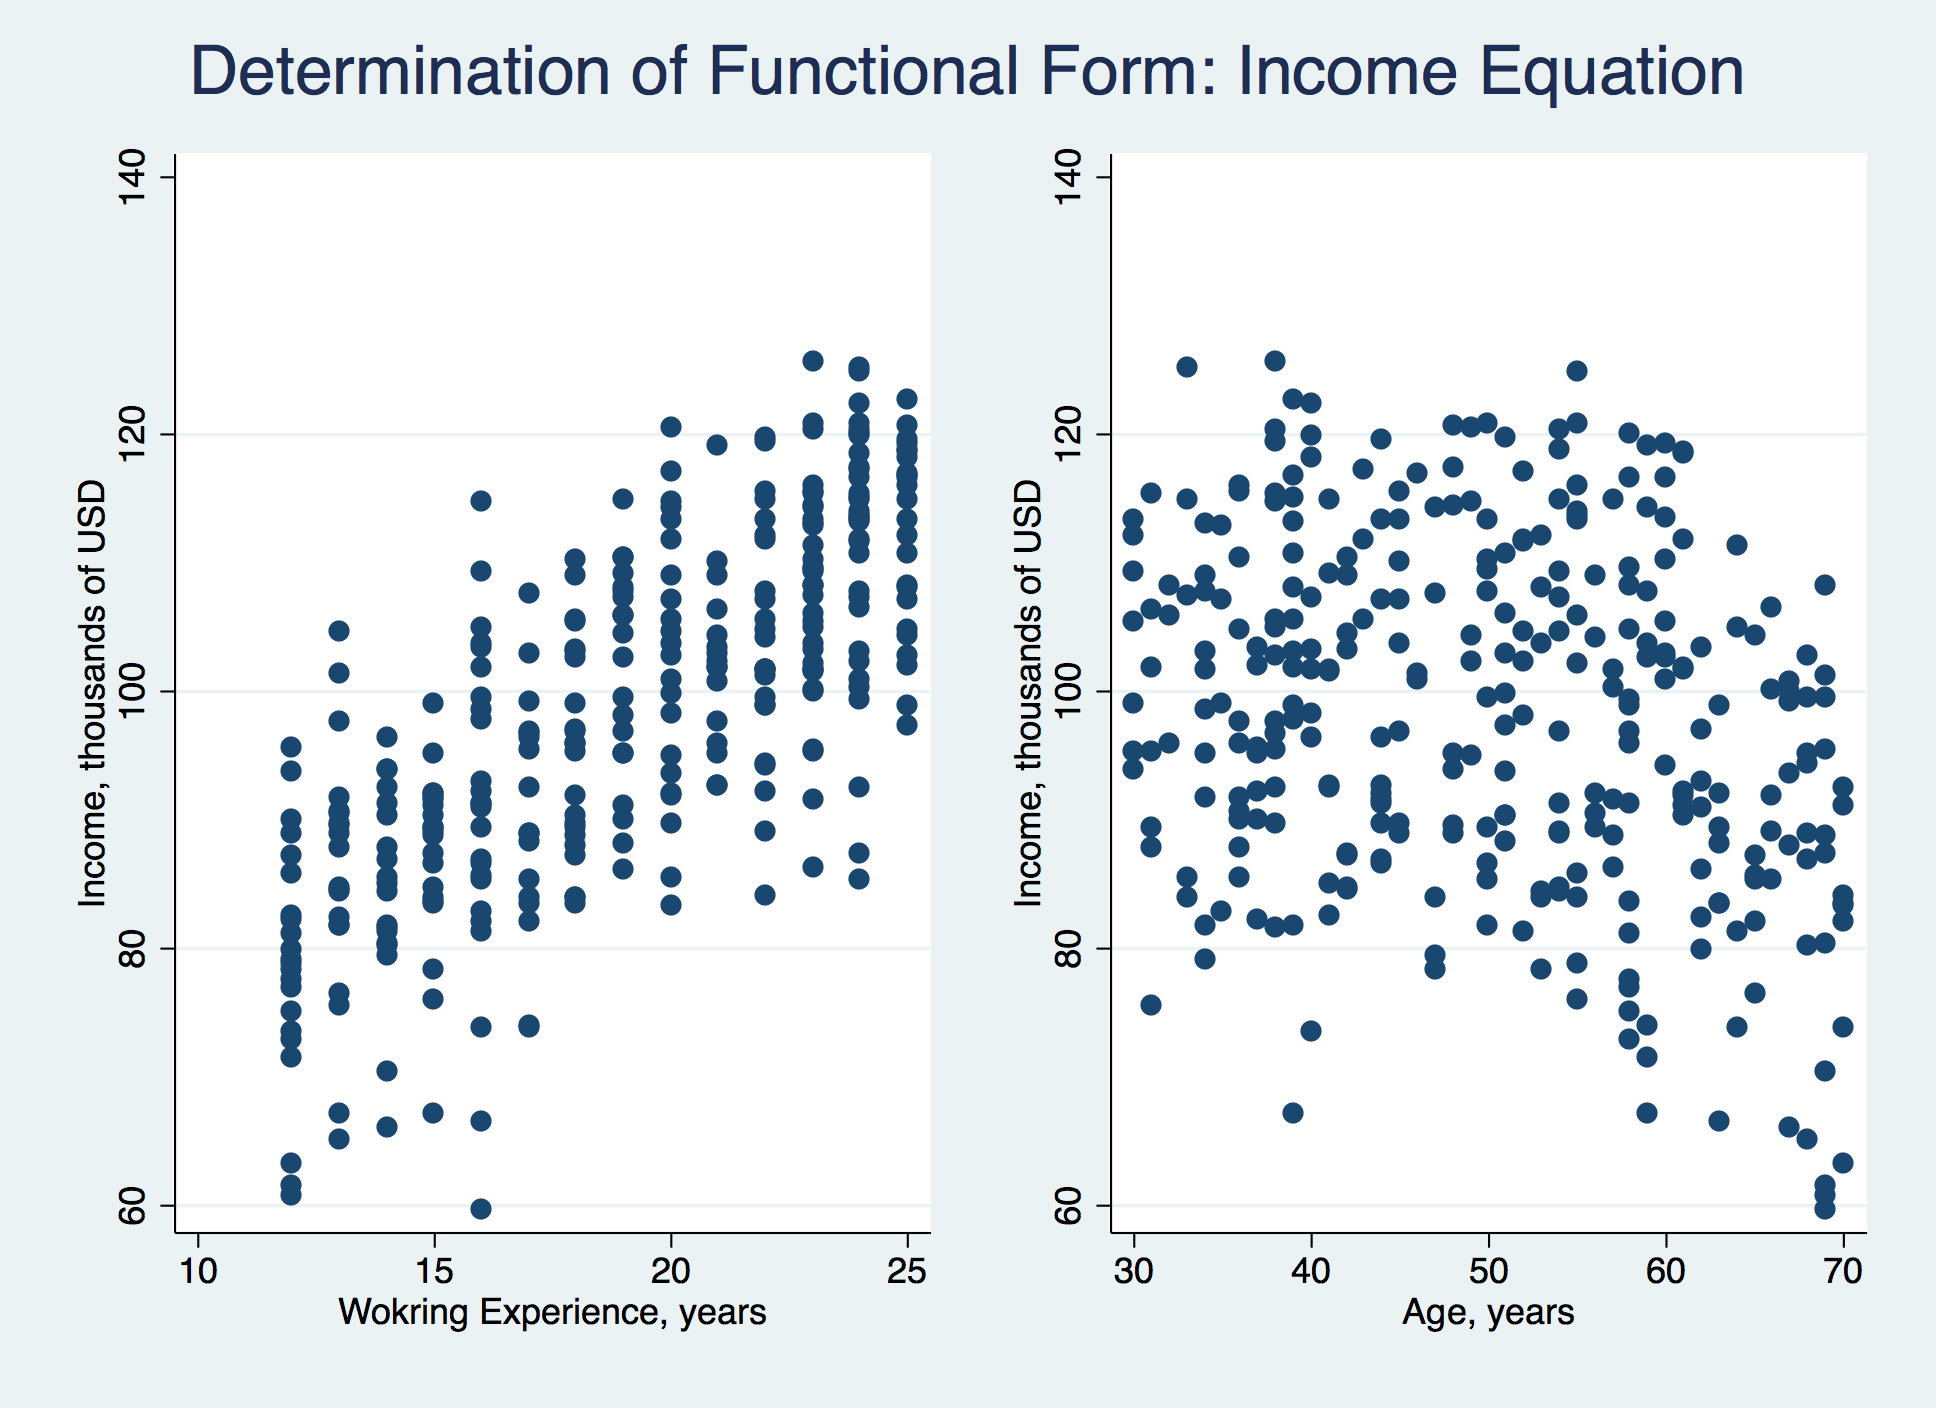 Determination of Functional Form: Income Equation
Income, thousands of USD
140
120
100
80
60
10 15 20 25
Wokring Experience, years
Income, thousands of USD
140
120
100
80
60
30 40 50 60 70
Age, years